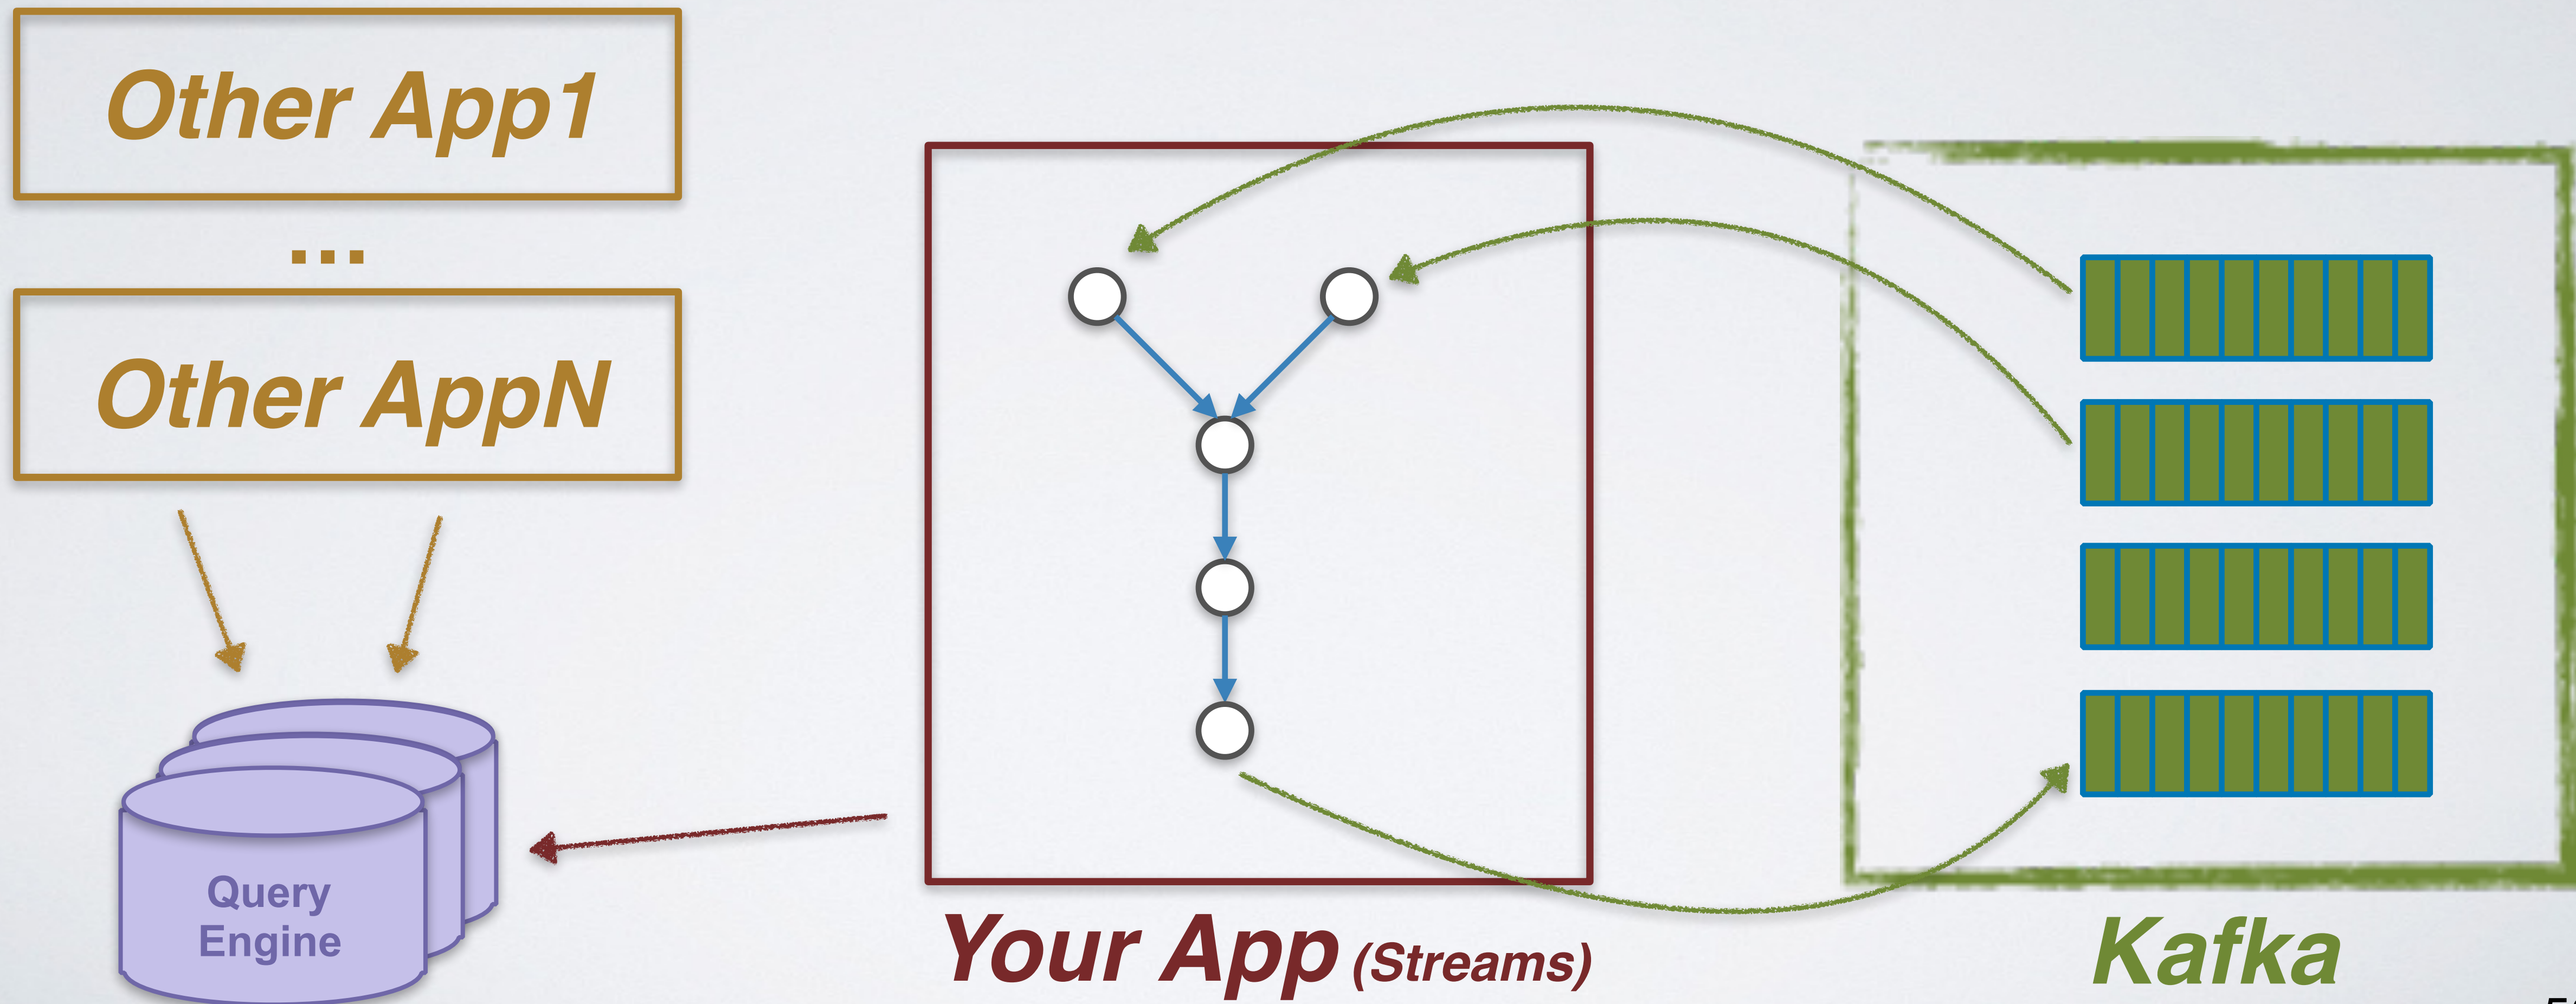 Other App1
...
Other AppN
Query
Engine
Your App (Streams)
Kafka